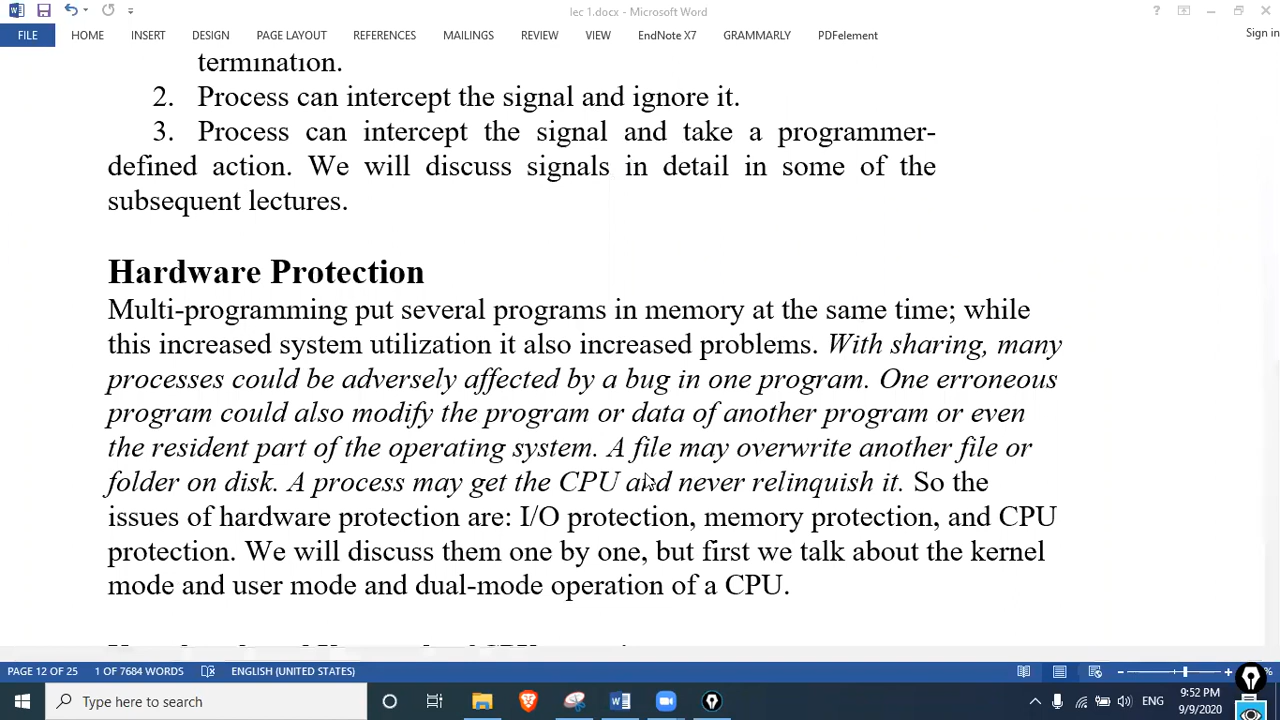 lec 1.docx - Microsoft Word
?
FILE HOME INSERT DESIGN PAGE LAYOUT REFERENCES MAILINGS REVIEW VIEW EndNote X7 GRAMMARLY PDFelement Sign in
termination.
2. Process can intercept the signal and ignore it.
3. Process can intercept the signal and take a programmer-
defined action. We will discuss signals in detail in some of the
subsequent lectures.
Hardware Protection
Multi-programming put several programs in memory at the same time; while
this increased system utilization it also increased problems. With sharing, many
processes could be adversely affected by a bug in one program. One erroneous
program could also modify the program or data of another program or even
the resident part of the operating system. A file may overwrite another file or
folder on disk. A process may get the CPU and never relinquish it. So the
issues of hardware protection are: I/O protection, memory protection, and CPU
protection. We will discuss them one by one, but first we talk about the kernel
mode and user mode and dual-mode operation of a CPU.
PAGE 12 OF 25 1 OF 7684 WORDS ENGLISH (UNITED STATES)
Type here to search
ENG
9:52 PM
9/9/2020